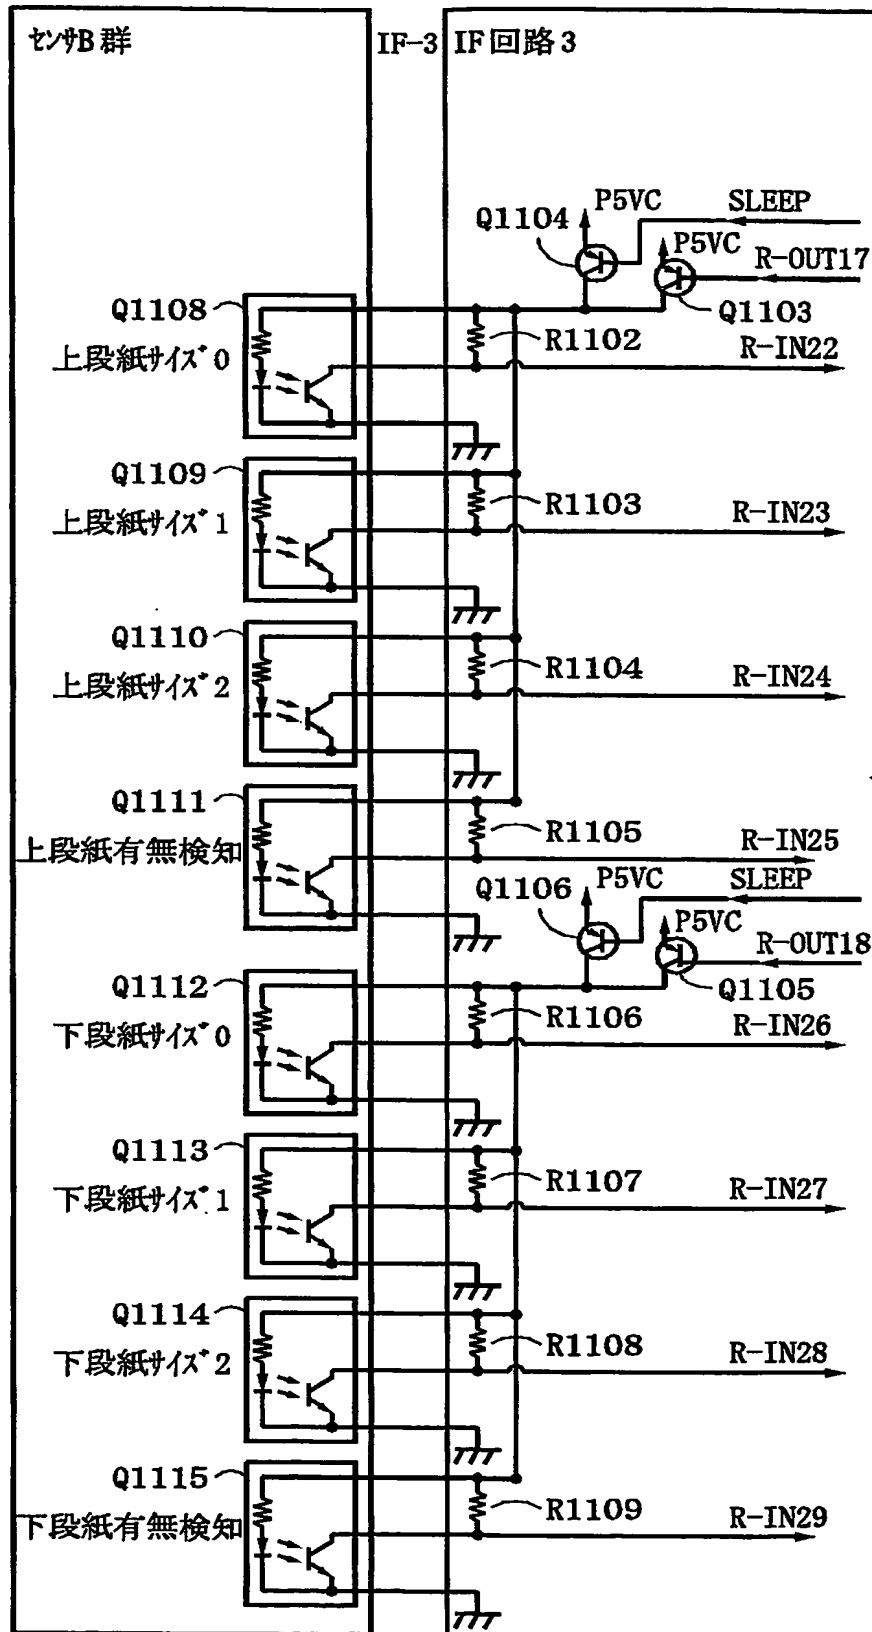 センサB群 IF-3 IF回路3
P5VC SLEEP
Q1104
P5VC R-OUT17
Q1108 Q1103
上段紙サイズ0 R1102 R-IN22
Q1109
上段紙サイズ1 R1103 R-IN23
Q1110
上段紙サイズ2 R1104 R-IN24
Q1111
上段紙有無検知 R1105 R-IN25
Q1106 P5VC SLEEP
P5VC R-OUT18
Q1112 Q1105
下段紙サイズ0 R1106 R-IN26
Q1113
下段紙サイズ1 R1107 R-IN27
Q1114
下段紙サイズ2 R1108 R-IN28
Q1115
下段紙有無検知 R1109 R-IN29